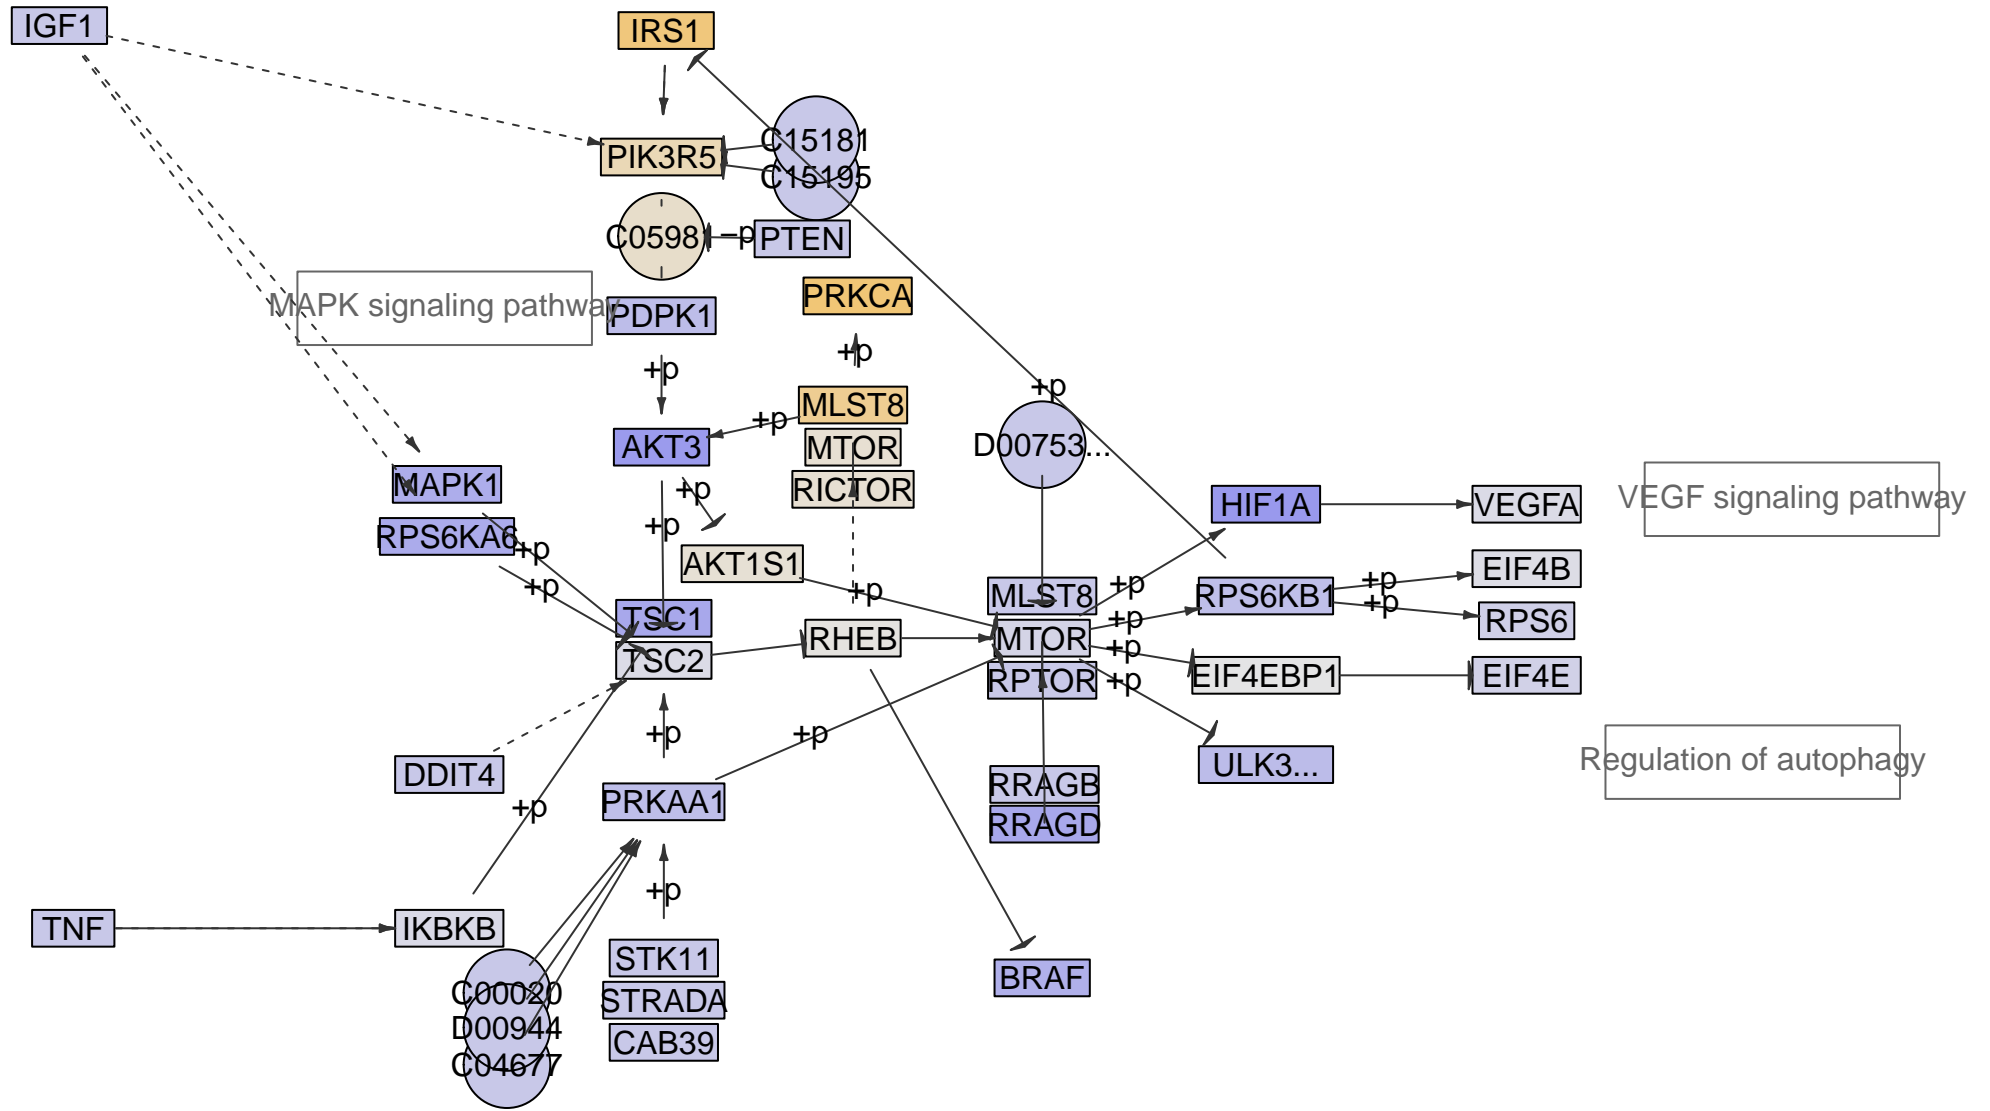 IGF1
IRS1
C15181
PIK3R5
C15195
C0598
−p
PTEN
PRKCA
MAPK signaling pathway
PDPK1
+p
+p
MLST8
+p
+p
AKT3
MTOR
D00753...
MAPK1
+p
RICTOR
HIF1A
VEGFA
VEGF signaling pathway
RPS6KA6
+p
+p
AKT1S1
EIF4B
+p
+p
+p
+p
MLST8
RPS6KB1
+p
TSC1
+p
RPS6
RHEB
MTOR
+p
TSC2
RPTOR
+p
EIF4EBP1
EIF4E
+p
+p
DDIT4
ULK3...
Regulation of autophagy
PRKAA1
RRAGB
+p
RRAGD
+p
TNF
IKBKB
STK11
BRAF
C00020
STRADA
D00944
CAB39
C04677